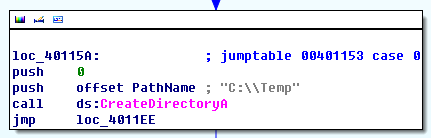 loc_40115A: ; jumptable 00401153 case 0
push 0
push offset PathName ; "C:\\Temp"
call ds:CreateDirectoryA
jmp loc_4011EE